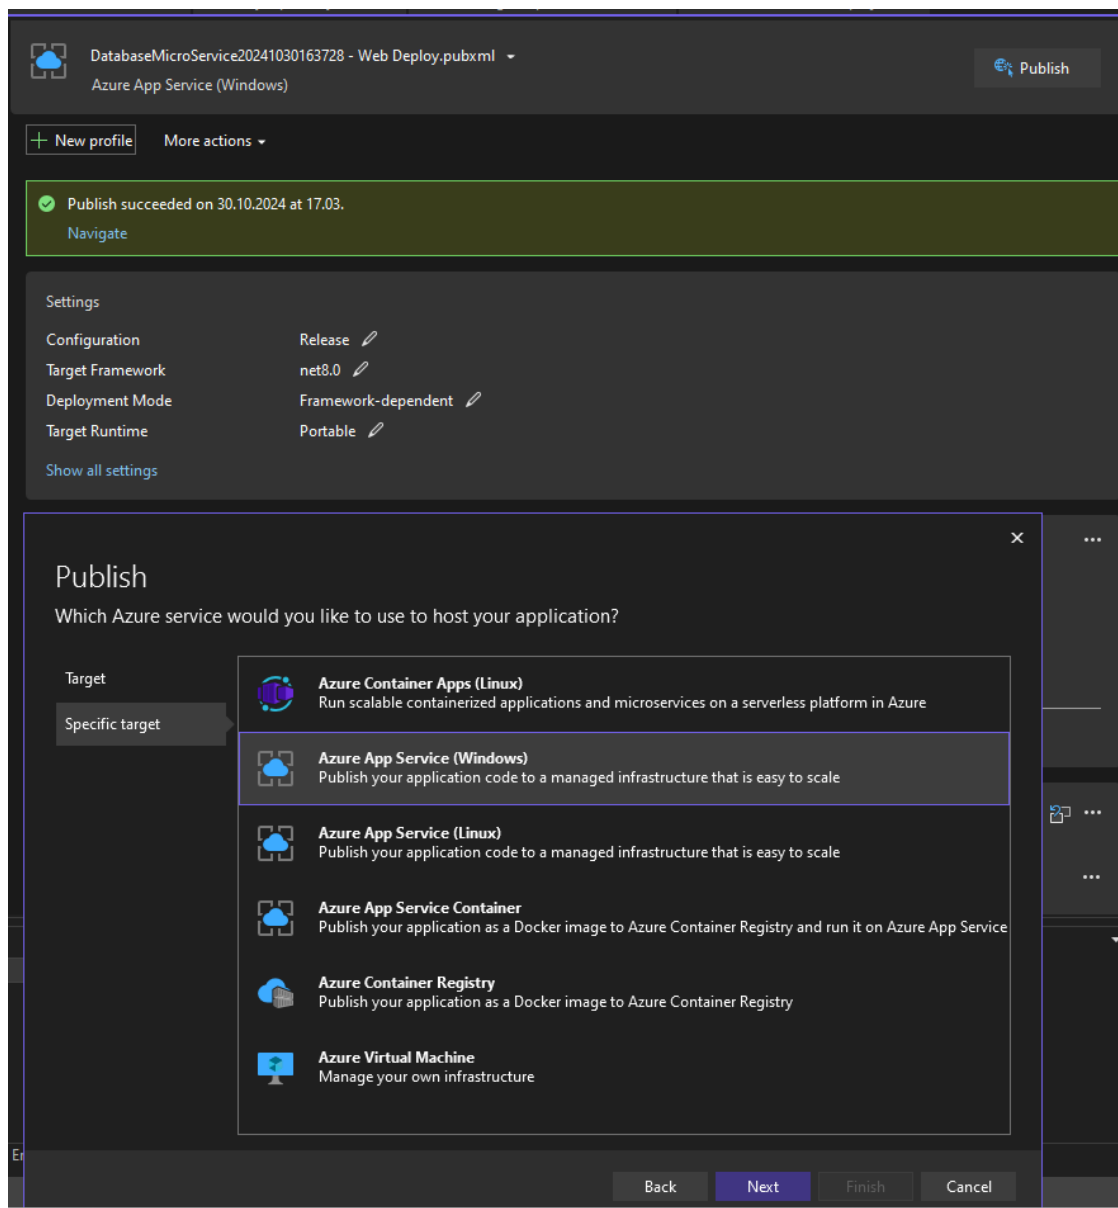 DatabaseMicroService20241030163728 - Web Deploy.pubxml
Azure App Service (Windows)
Publish
New profile
More actions
Publish succeeded on 30.10.2024 at 17.03.
Navigate
Settings
Configuration Release
Target Framework net8.0
Deployment Mode Framework-dependent
Target Runtime Portable
Show all settings
Publish
Which Azure service would you like to use to host your application?
Target
Specific target
Azure Container Apps (Linux)
Run scalable containerized applications and microservices on a serverless platform in Azure
Azure App Service (Windows)
Publish your application code to a managed infrastructure that is easy to scale
Azure App Service (Linux)
Publish your application code to a managed infrastructure that is easy to scale
Azure App Service Container
Publish your application as a Docker image to Azure Container Registry and run it on Azure App Service
Azure Container Registry
Publish your application as a Docker image to Azure Container Registry
Azure Virtual Machine
Manage your own infrastructure
Back
Next
Finish
Cancel